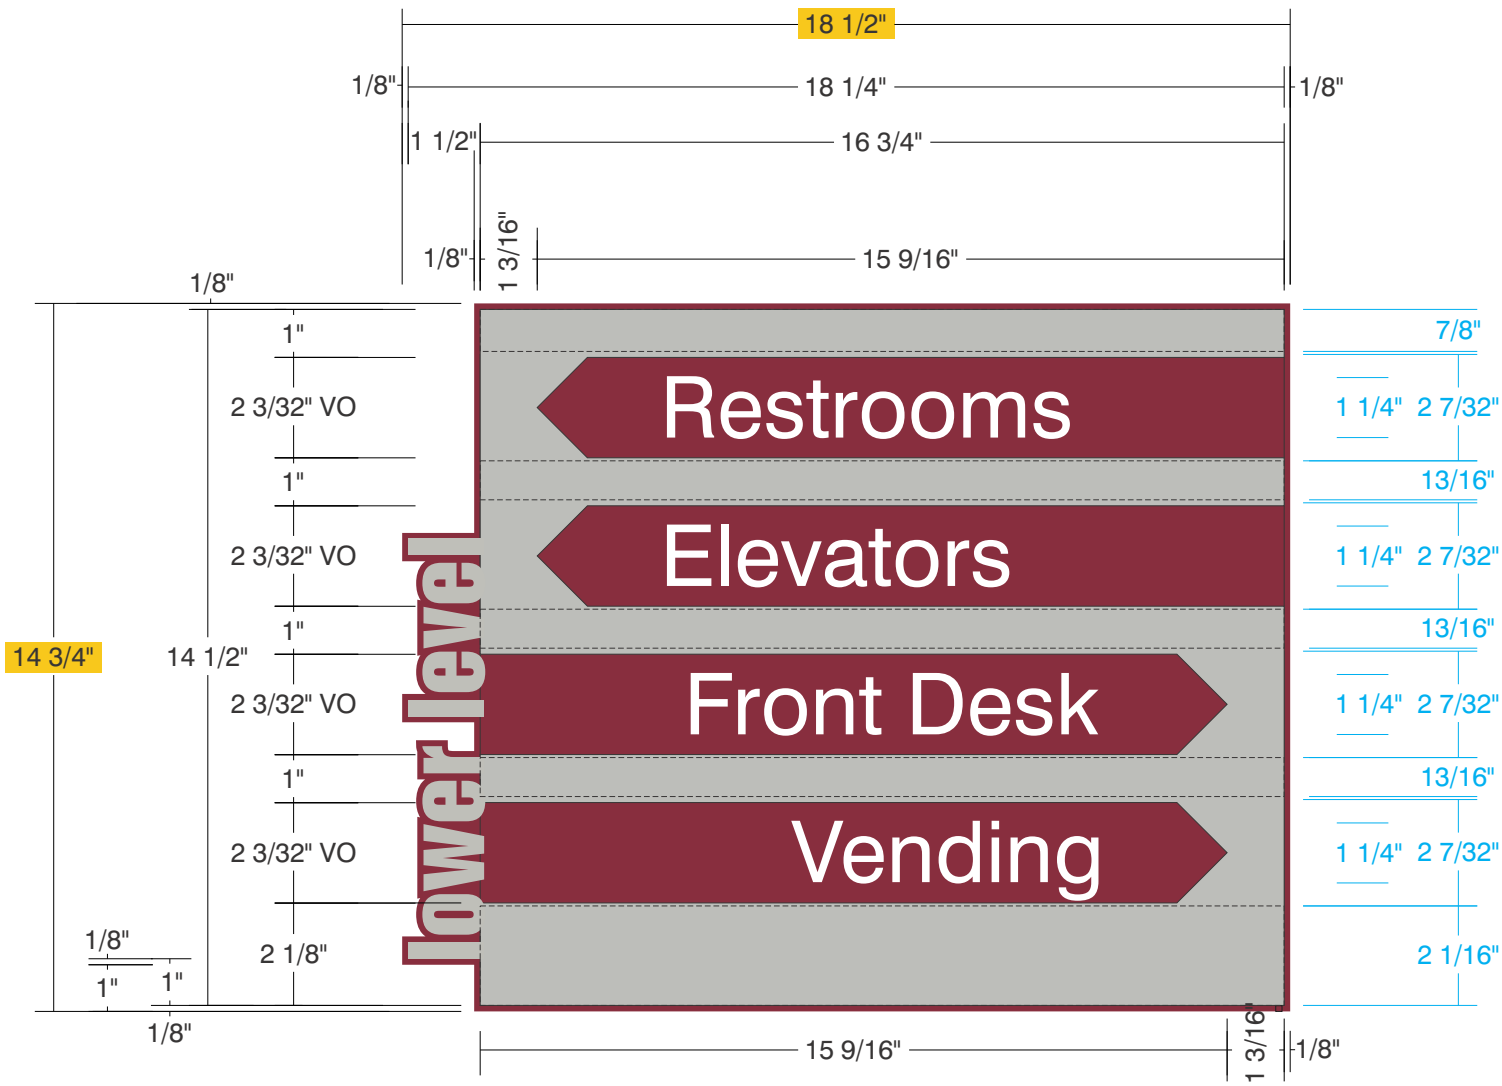 18 1/2"
1/8" 18 1/4" 1/8"
1 1/2" 16 3/4"
1/8" 1 3/16" 15 9/16"
1/8"
1" 7/8"
2 3/32" VO Restrooms 1 1/4" 2 7/32"
1" 13/16"
2 3/32" VO Elevators 1 1/4" 2 7/32"
1" 13/16"
14 3/4" 14 1/2"
lower level
2 3/32" VO Front Desk 1 1/4" 2 7/32"
1" 13/16"
2 3/32" VO Vending 1 1/4" 2 7/32"
1/8" 2 1/8" 2 1/16"
1" 1"
1/8"
15 9/16" 1 3/16" 1/8"